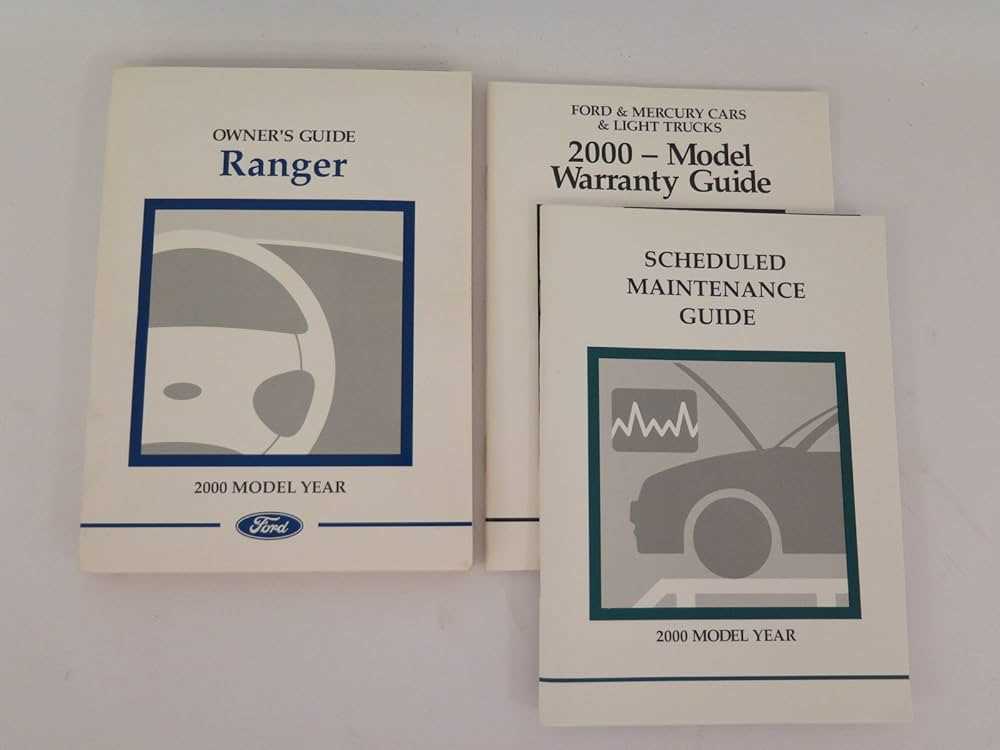 OWNER'S GUIDE
Ranger
2000 MODEL YEAR
Ford
FORD & MERCURY CARS
& LIGHT TRUCKS
2000 – Model
Warranty Guide
SCHEDULED
MAINTENANCE
GUIDE
2000 MODEL YEAR